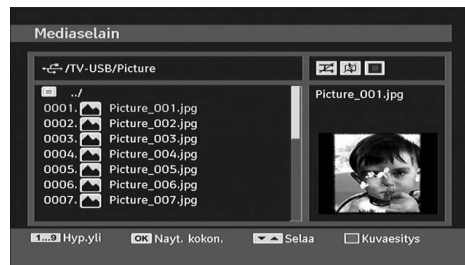 Mediaselain
/TV-USB/Picture
../
Picture_001.jpg
0001. Picture_001.jpg
0002. Picture_002.jpg
0003. Picture_003.jpg
0004. Picture_004.jpg
0005. Picture_005.jpg
0006. Picture_006.jpg
0007. Picture_007.jpg
1...9 Hyp.yli OK Nayt. kokon. Selaa Kuvaesitys